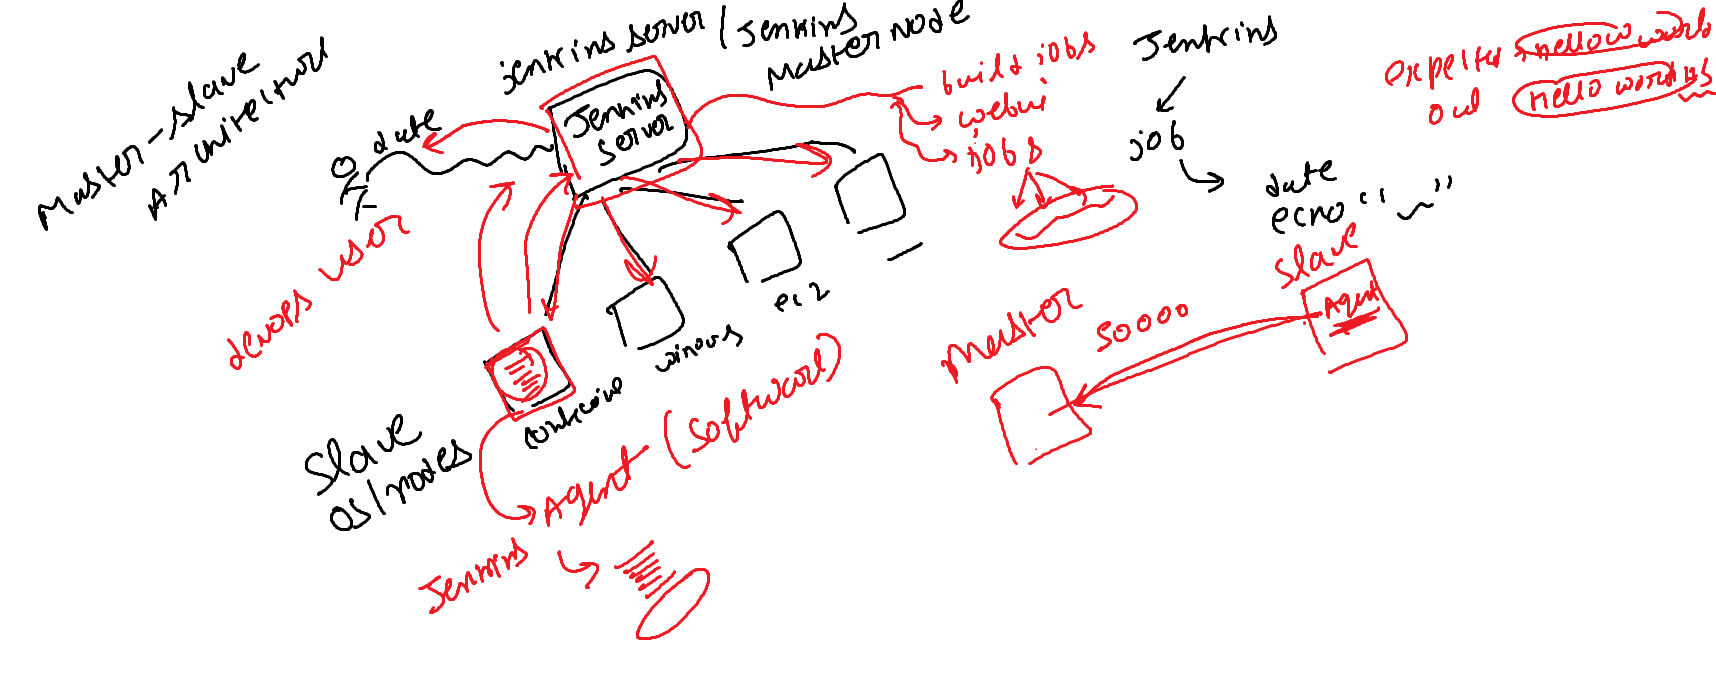 Master-slave
Architecture
jenkins server / Jenkins
Master node
Jenkins
Server
date
devops user
build jobs
webui
jobs
Jenkins
job
date
echo "~"
hello world
out hello world
Slave
Agent
50000
Master
ec2
windows
container
Slave
os/nodes
Agent (Software)
Jenkins